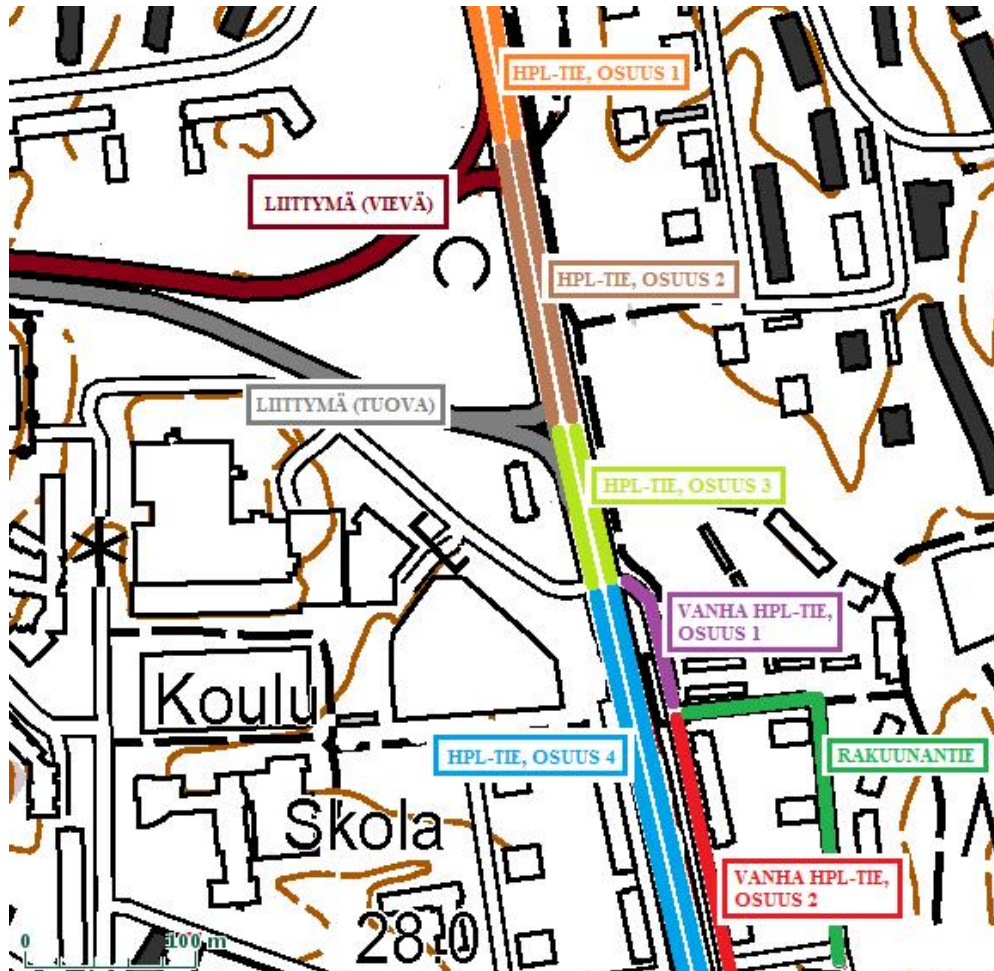 HPL-TIE, OSUUS 1
LIITTYMÄ (VIEVÄ)
HPL-TIE, OSUUS 2
LIITTYMÄ (TUOVA)
HPL-TIE, OSUUS 3
VANHA HPL-TIE,
OSUUS 1
Koulu
HPL-TIE, OSUUS 4
RAKUUNANTIE
Skola
VANHA HPL-TIE,
OSUUS 2
28.0
0 100 m